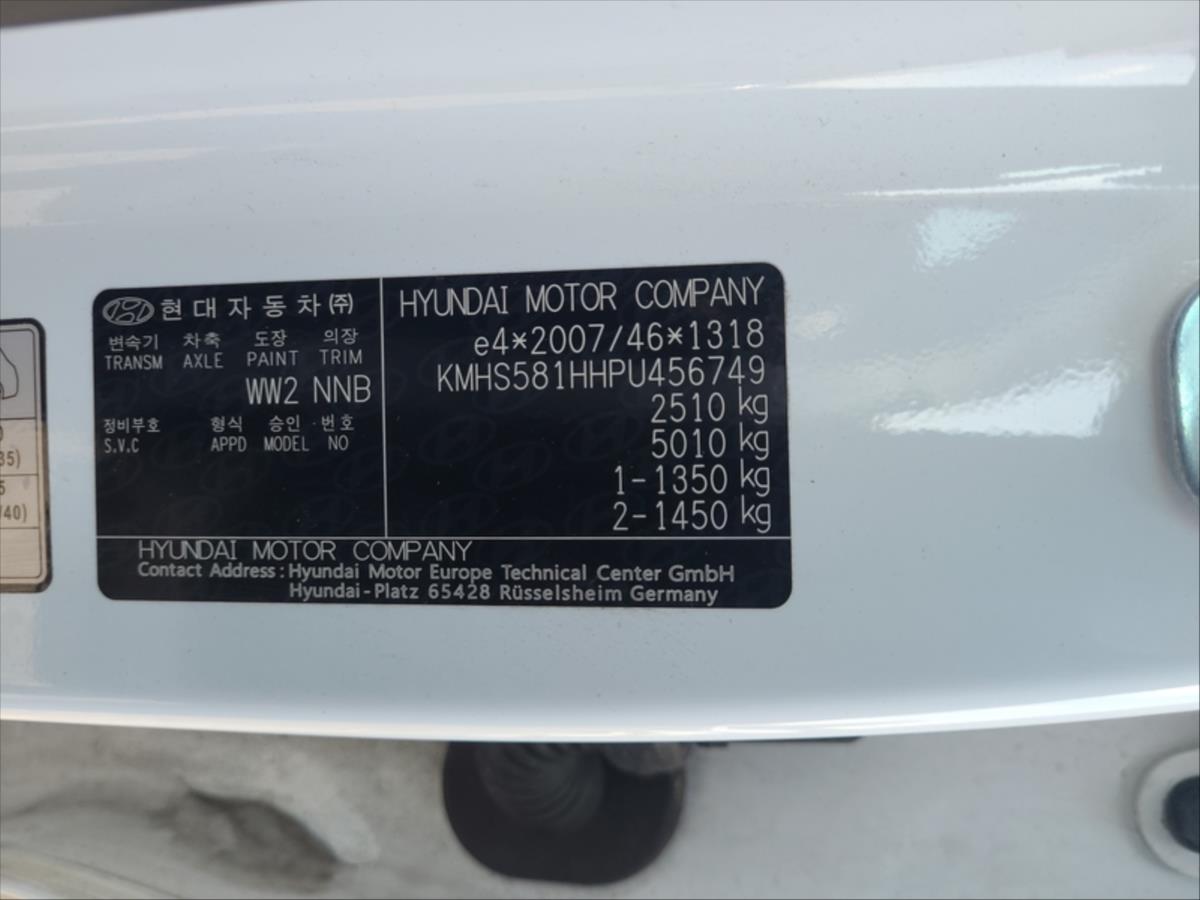 현대자동차(주)
변속기 차축 도장 의장
TRANSM AXLE PAINT TRIM
WW2 NNB
정비부호 형식 승인 번호
S.V.C APPD MODEL NO
HYUNDAI MOTOR COMPANY
e4*2007/46*1318
KMHS581HHPU456749
2510 kg
5010 kg
1-1350 kg
2-1450 kg
HYUNDAI MOTOR COMPANY
Contact Address : Hyundai Motor Europe Technical Center GmbH
Hyundai-Platz 65428 Rüsselsheim Germany
35)
5
/40)